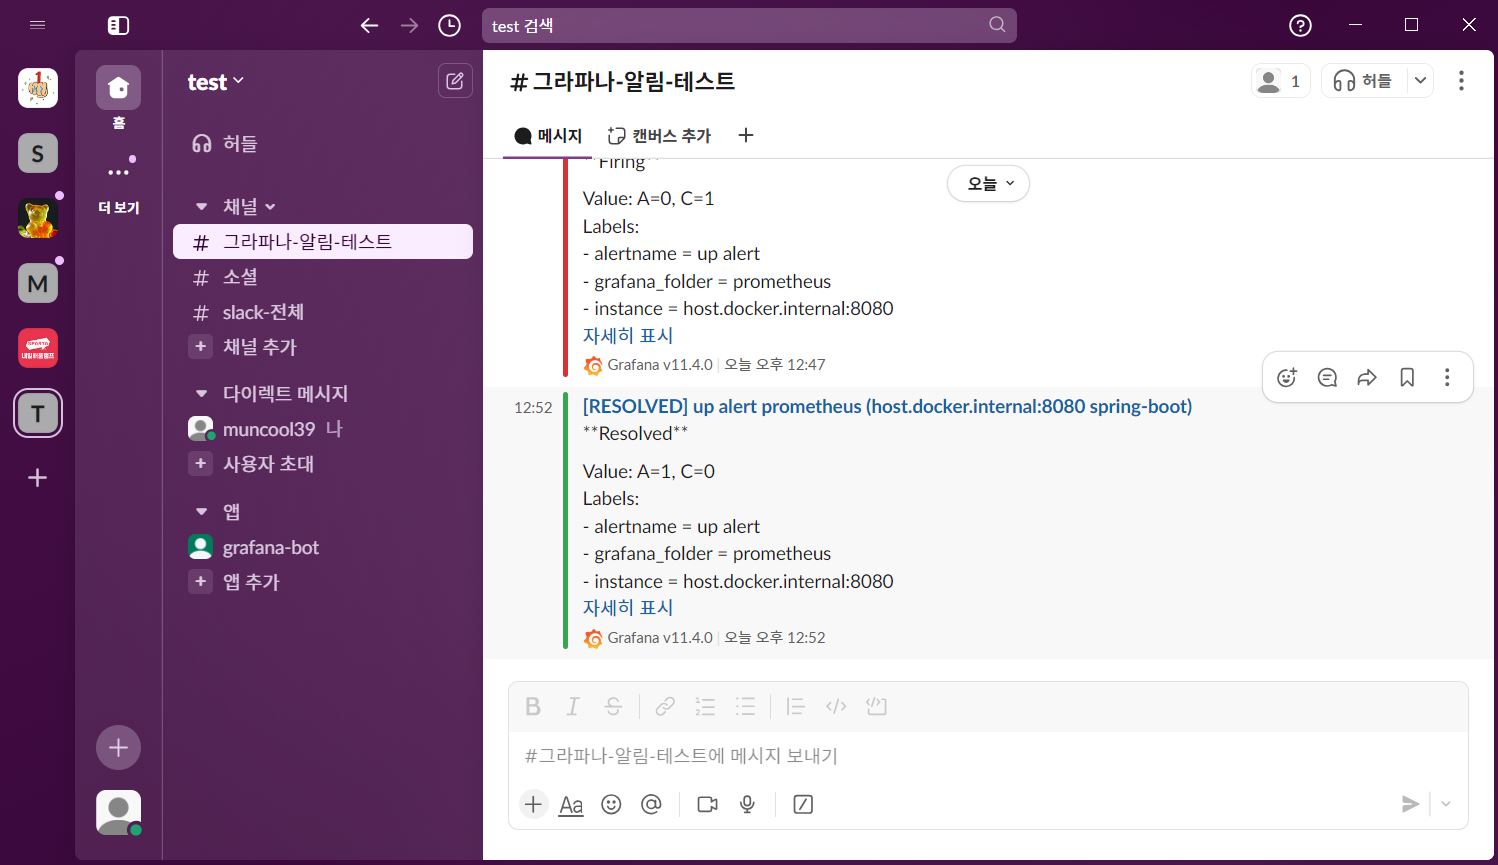 test 검색
홈
더 보기
S
M
T
test
허들
채널
# 그라파나-알림-테스트
# 소셜
# slack-전체
+ 채널 추가
다이렉트 메시지
muncool39 나
+ 사용자 초대
앱
grafana-bot
+ 앱 추가
# 그라파나-알림-테스트
1
허들
메시지
캔버스 추가
+
오늘
**Firing**
Value: A=0, C=1
Labels:
- alertname = up alert
- grafana_folder = prometheus
- instance = host.docker.internal:8080
자세히 표시
Grafana v11.4.0 | 오늘 오후 12:47
12:52
[RESOLVED] up alert prometheus (host.docker.internal:8080 spring-boot)
**Resolved**
Value: A=1, C=0
Labels:
- alertname = up alert
- grafana_folder = prometheus
- instance = host.docker.internal:8080
자세히 표시
Grafana v11.4.0 | 오늘 오후 12:52
B I S
#그라파나-알림-테스트에 메시지 보내기
+ Aa @